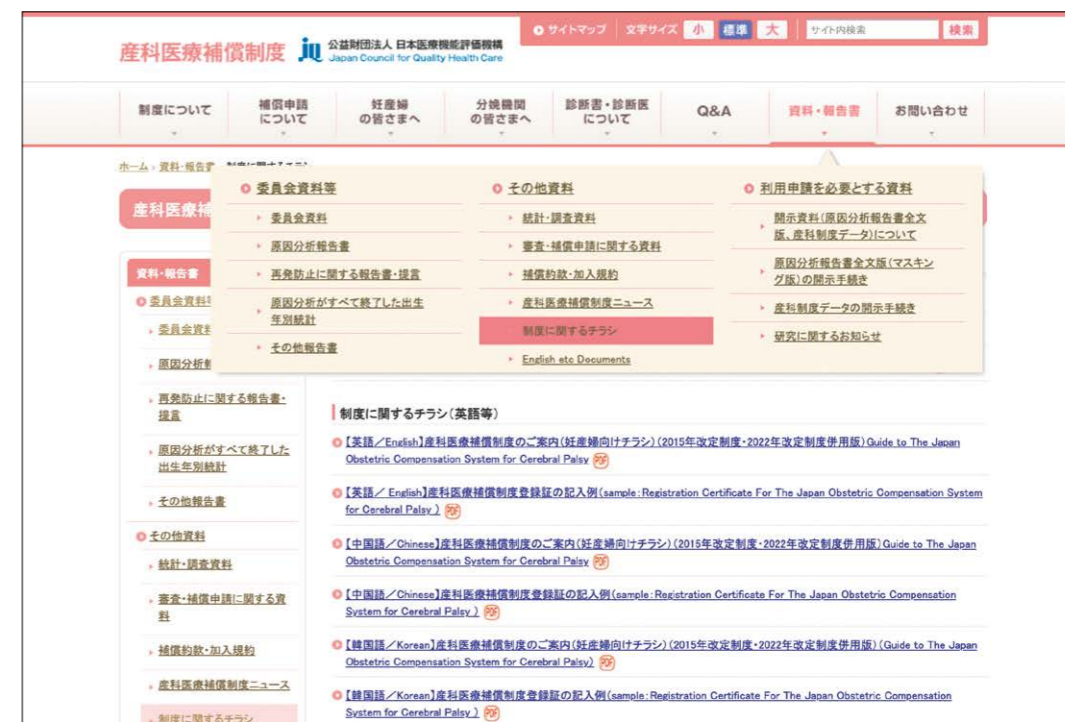 サイトマップ 文字サイズ 小 標準 大 サイト内検索 検索
産科医療補償制度 JQ 公益財団法人 日本医療機能評価機構
Japan Council for Quality Health Care
制度について 補償申請について 妊産婦の皆さまへ 分娩機関の皆さまへ 診断書・診断医について Q&A 資料・報告書 お問い合わせ
ホーム › 資料・報告書
産科医療補
委員会資料等
委員会資料
原因分析報告書
再発防止に関する報告書・提言
原因分析がすべて終了した出生
年別統計
その他報告書
その他資料
統計・調査資料
審査・補償申請に関する資料
補償約款・加入規約
産科医療補償制度ニュース
制度に関するチラシ
English etc Documents
利用申請を必要とする資料
開示資料(原因分析報告書全文
版、産科制度データ)について
原因分析報告書全文版(マスキン
グ版)の開示手続き
産科制度データの開示手続き
研究に関するお知らせ
資料・報告書
委員会資料等
委員会資料
原因分析報
再発防止に関する報告書・
提言
原因分析がすべて終了した
出生年別統計
その他報告書
その他資料
統計・調査資料
審査・補償申請に関する資
料
補償約款・加入規約
産科医療補償制度ニュース
制度に関するチラシ
制度に関するチラシ(英語等)
【英語/English】産科医療補償制度のご案内(妊産婦向けチラシ)(2015年改定制度・2022年改定制度併用版)Guide to The Japan
Obstetric Compensation System for Cerebral Palsy PDF
【英語/ English】産科医療補償制度登録証の記入例(sample:Registration Certificate For The Japan Obstetric Compensation System
for Cerebral Palsy ) PDF
【中国語/Chinese】産科医療補償制度のご案内(妊産婦向けチラシ)(2015年改定制度・2022年改定制度併用版)Guide to The Japan
Obstetric Compensation System for Cerebral Palsy PDF
【中国語/Chinese】産科医療補償制度登録証の記入例(sample:Registration Certificate For The Japan Obstetric Compensation
System for Cerebral Palsy ) PDF
【韓国語/Korean】産科医療補償制度のご案内(妊産婦向けチラシ)(2015年改定制度・2022年改定制度併用版)(Guide to The Japan
Obstetric Compensation System for Cerebral Palsy) PDF
【韓国語/Korean】産科医療補償制度登録証の記入例(sample:Registration Certificate For The Japan Obstetric Compensation
System for Cerebral Palsy ) PDF